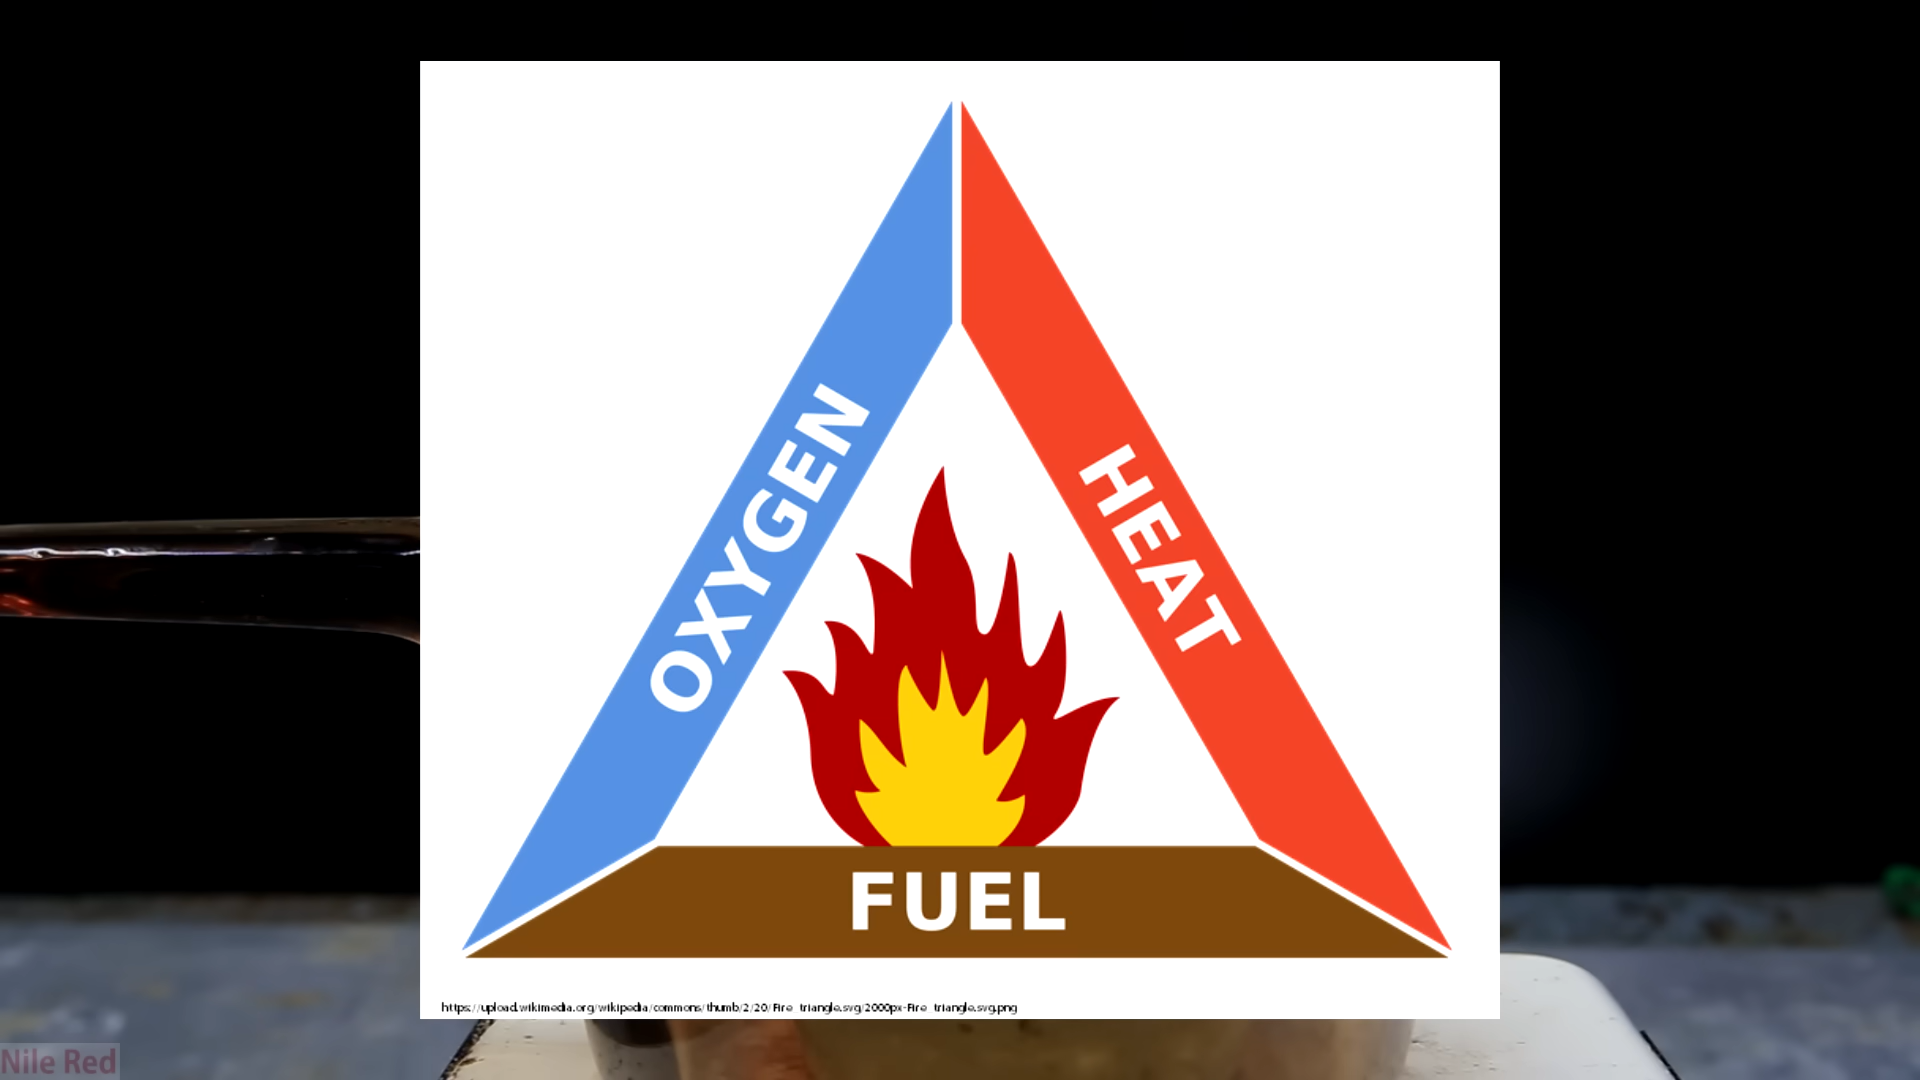 OXYGEN
HEAT
FUEL
https://upload.wikimedia.org/wikipedia/commons/thumb/2/20/Fire_triangle.svg/2000px-Fire_triangle.svg.png
Nile Red